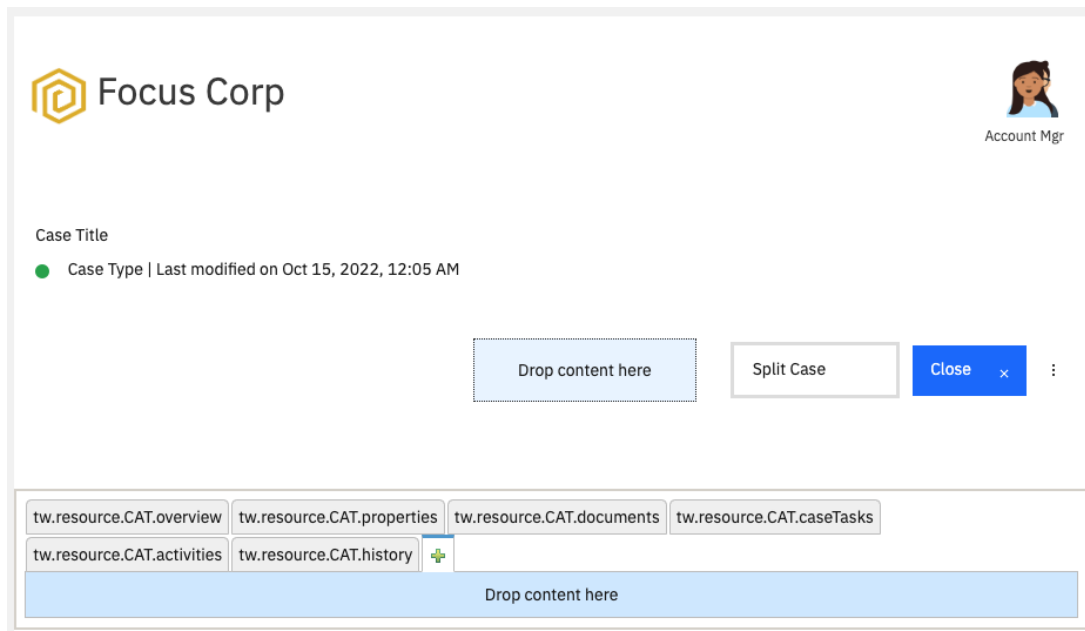 Focus Corp
Account Mgr
Case Title
Case Type | Last modified on Oct 15, 2022, 12:05 AM
Drop content here
Split Case
Close ×
tw.resource.CAT.overview tw.resource.CAT.properties tw.resource.CAT.documents tw.resource.CAT.caseTasks
tw.resource.CAT.activities tw.resource.CAT.history
Drop content here